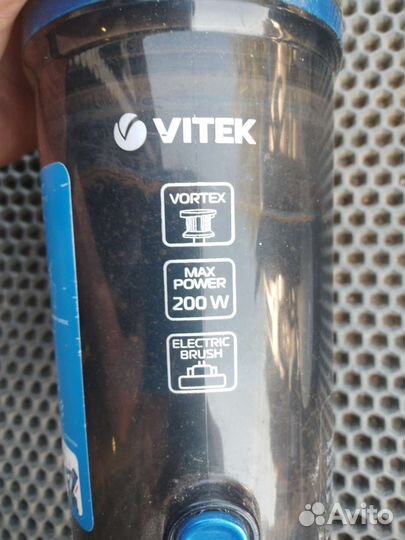 VITEK
VORTEX
MAX
POWER
200 W
ELECTRIC
BRUSH
Avito